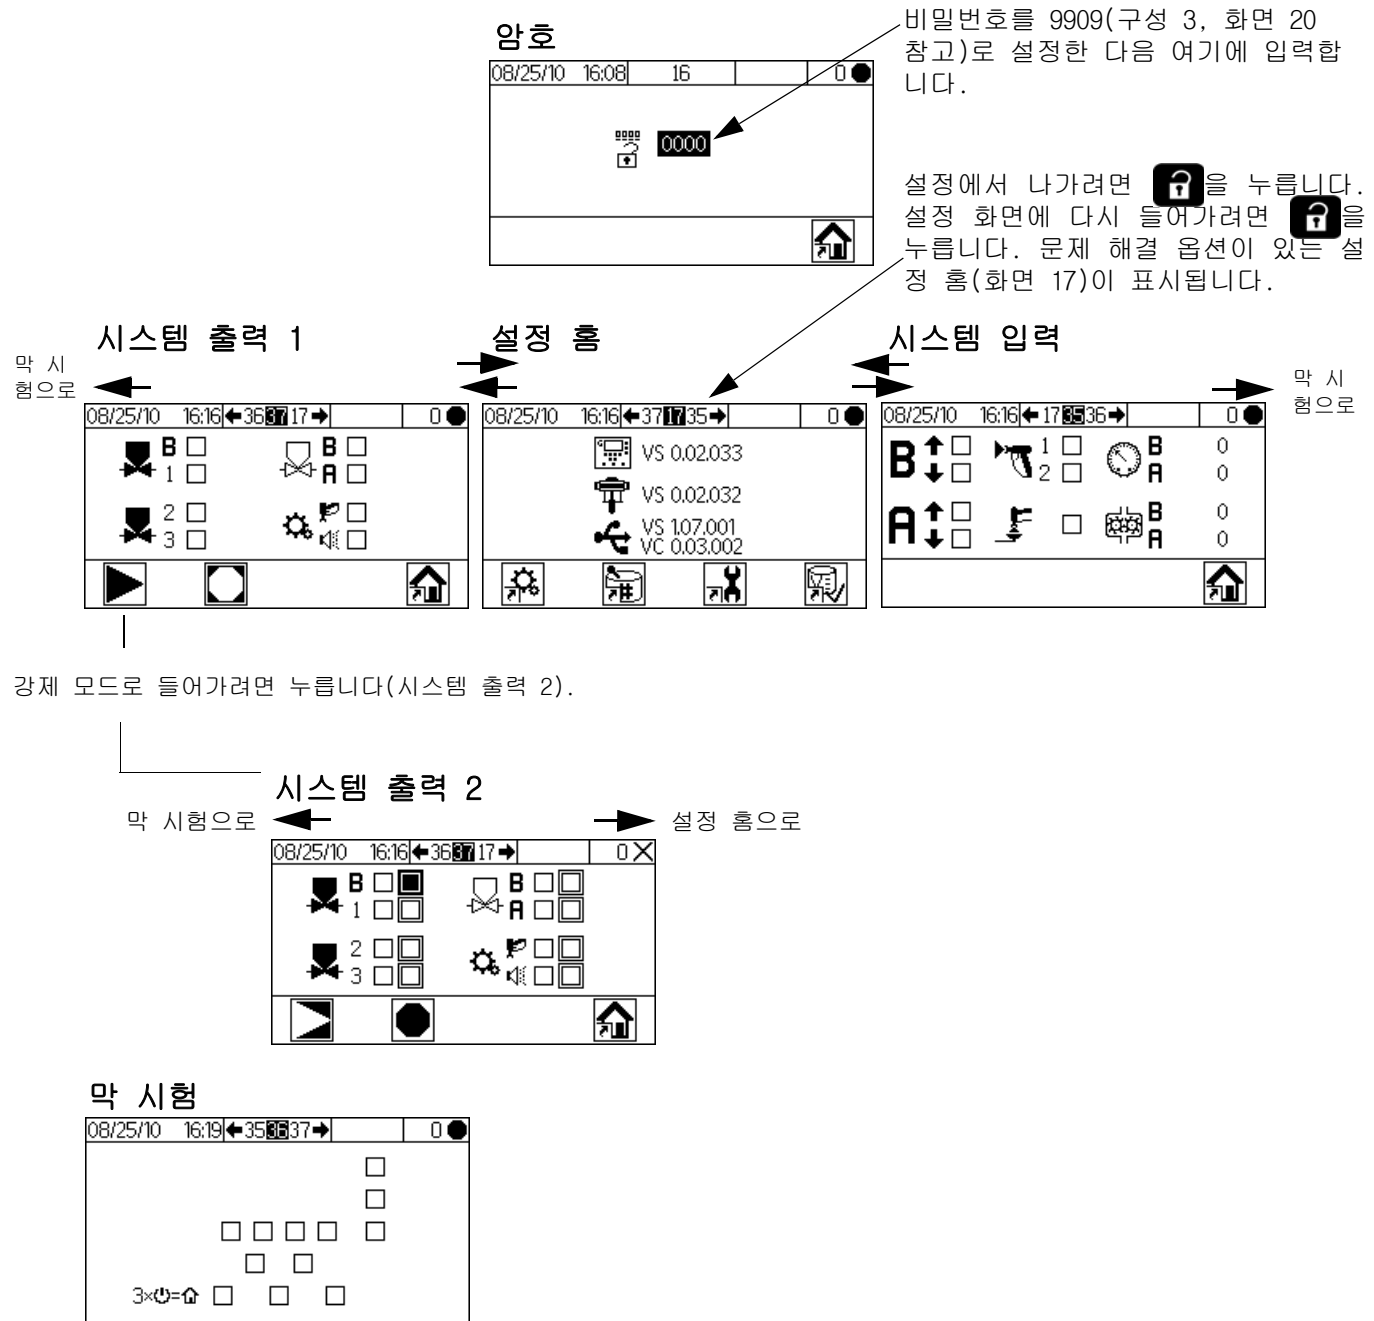 암호
비밀번호를 9909(구성 3, 화면 20
참고)로 설정한 다음 여기에 입력합
니다.
08/25/10 16:08 16 0
0000
설정에서 나가려면 을 누릅니다.
설정 화면에 다시 들어가려면 을
누릅니다. 문제 해결 옵션이 있는 설
정 홈(화면 17)이 표시됩니다.
시스템 출력 1
설정 홈
시스템 입력
막 시
험으로
막 시
험으로
08/25/10 16:16 36 37 17 0
B
1
B
A
2
3
08/25/10 16:16 37 17 35 0
VS 0.02.033
VS 0.02.032
VS 1.07.001
VC 0.03.002
08/25/10 16:16 17 35 36 0
B 1 B 0
2 A 0
A B 0
A 0
강제 모드로 들어가려면 누릅니다(시스템 출력 2).
시스템 출력 2
막 시험으로
설정 홈으로
08/25/10 16:16 36 37 17 0
B B
1 A
2
3
막 시험
08/25/10 16:19 35 36 37 0
3× =